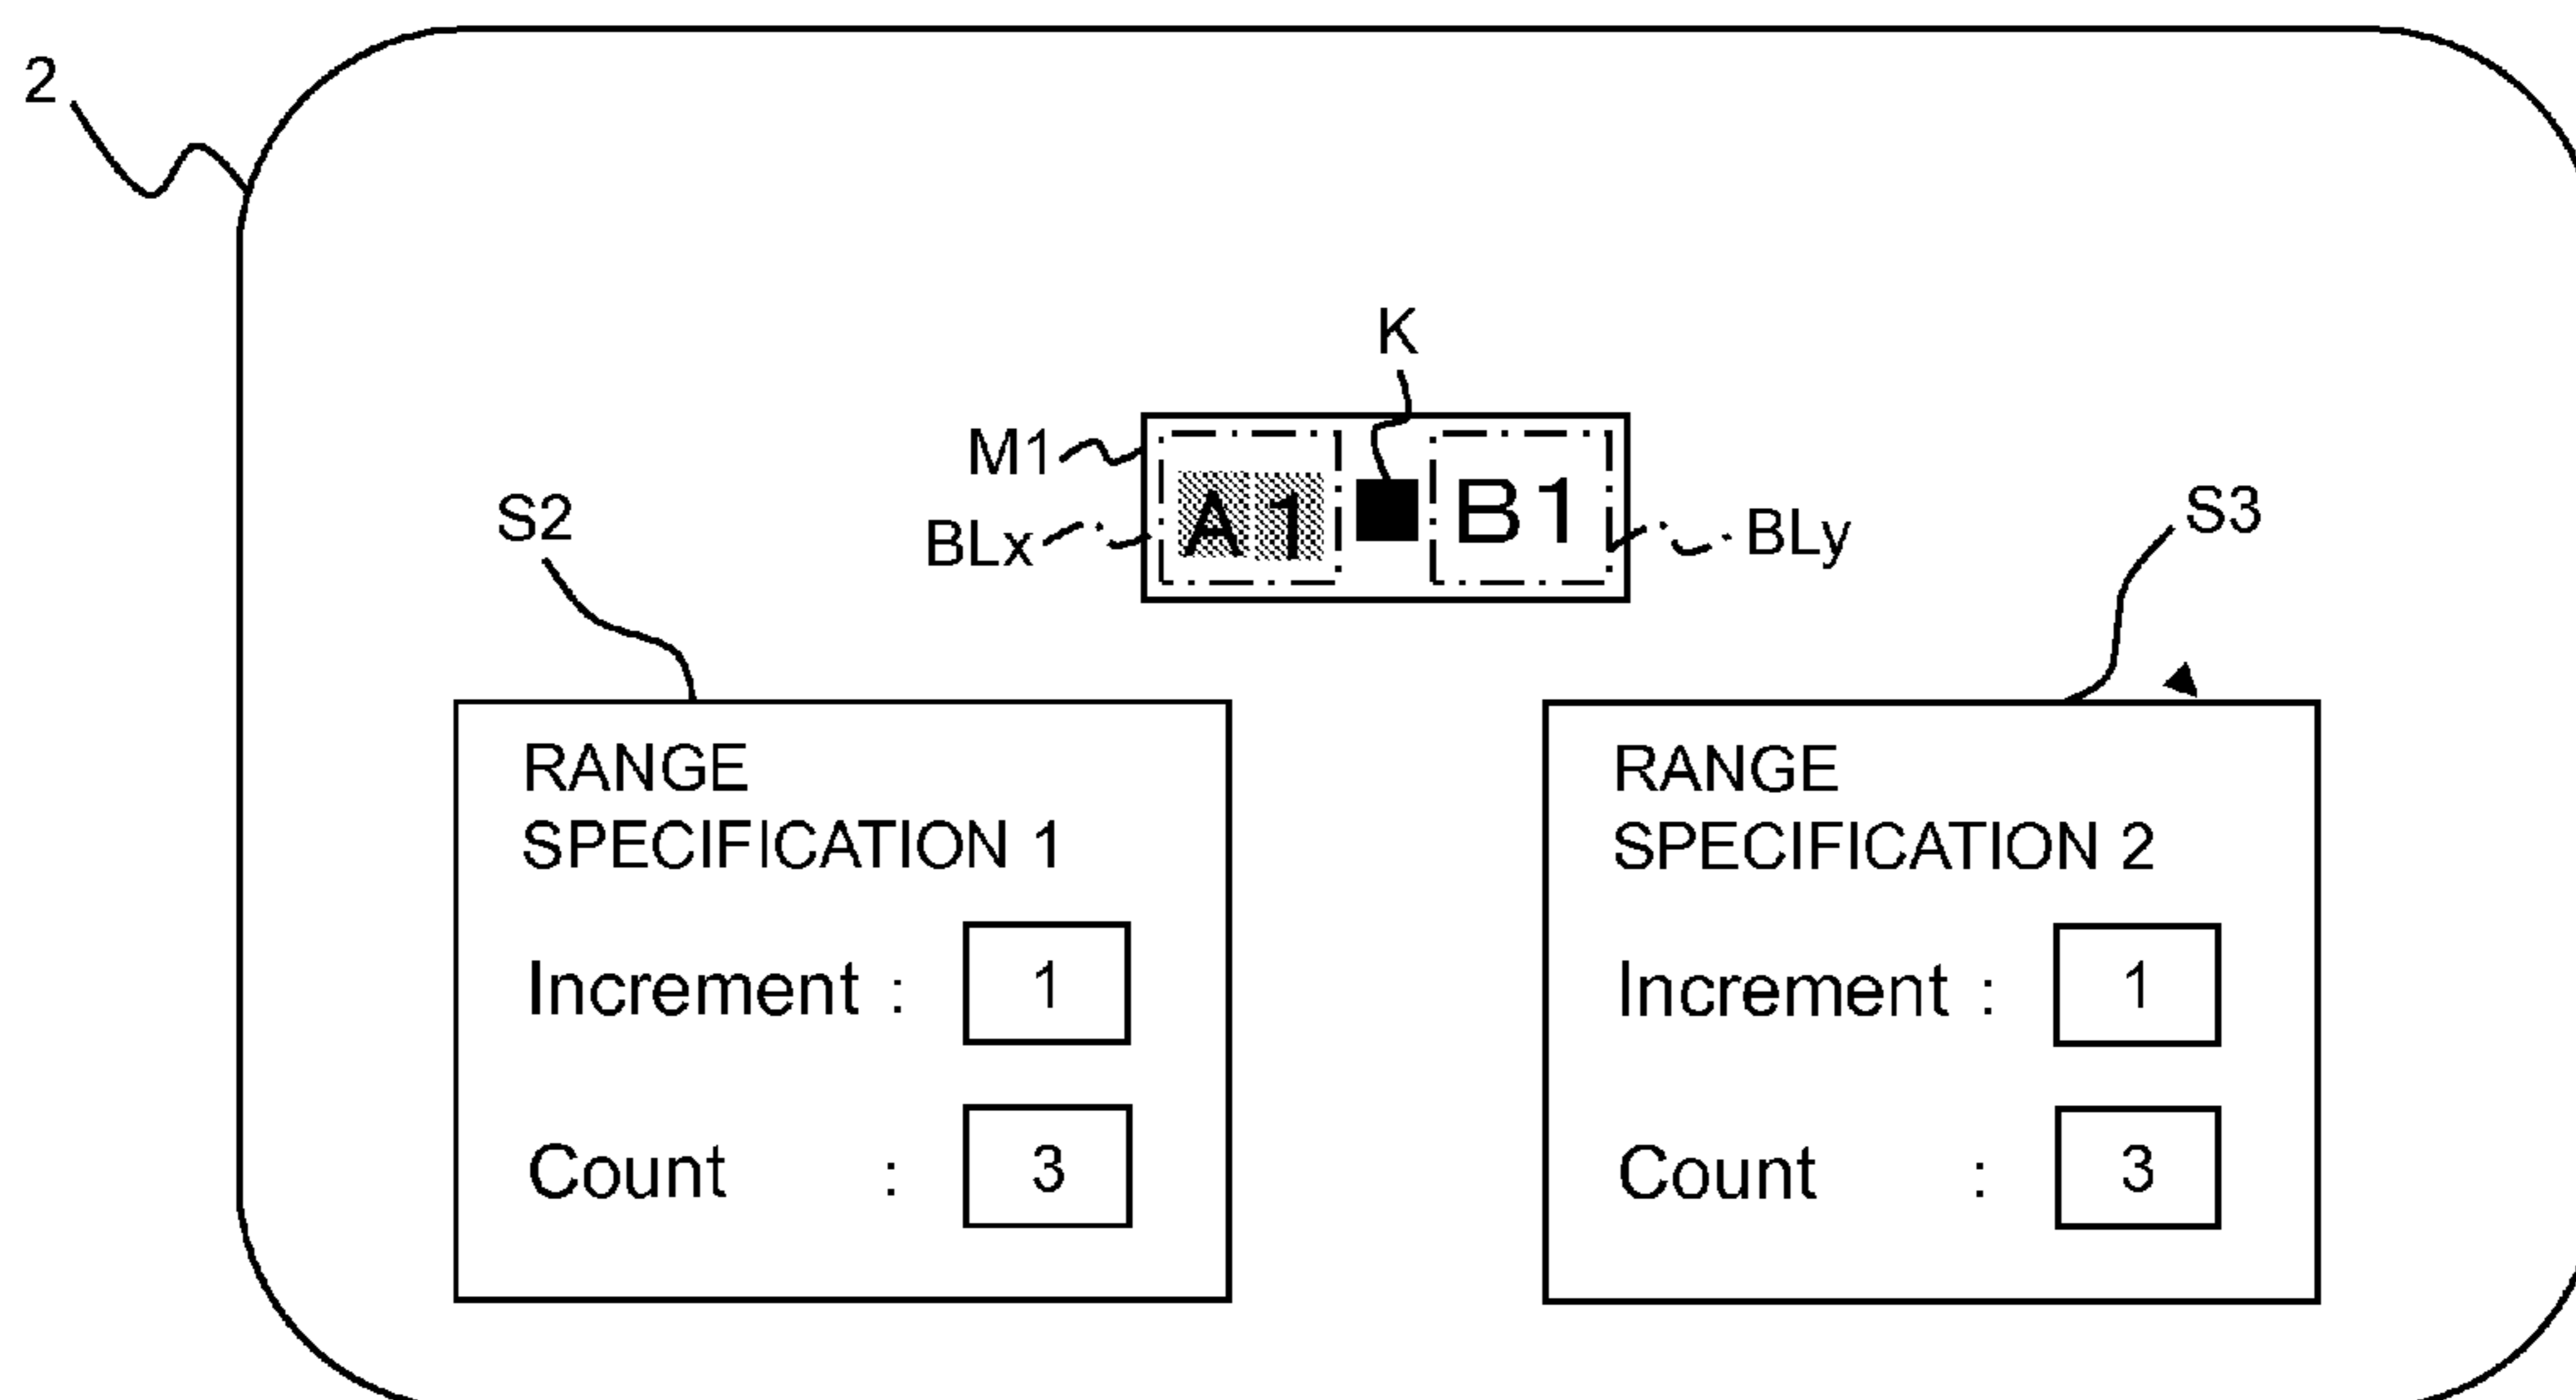 2
K
M1
A1 ■ B1
BLx
BLy
S2
S3
RANGE
SPECIFICATION 1
Increment : 1
Count : 3
RANGE
SPECIFICATION 2
Increment : 1
Count : 3